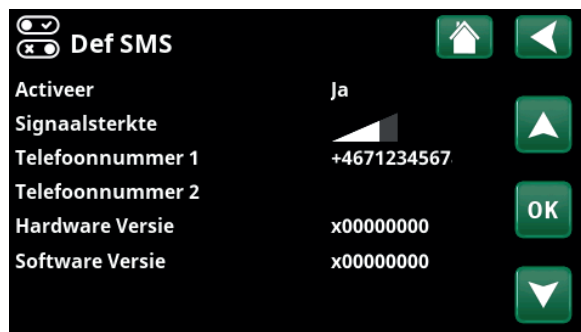 Def SMS
Activeer Ja
Signaalsterkte
Telefoonnummer 1 +4671234567
Telefoonnummer 2
OK
Hardware Versie x00000000
Software Versie x00000000